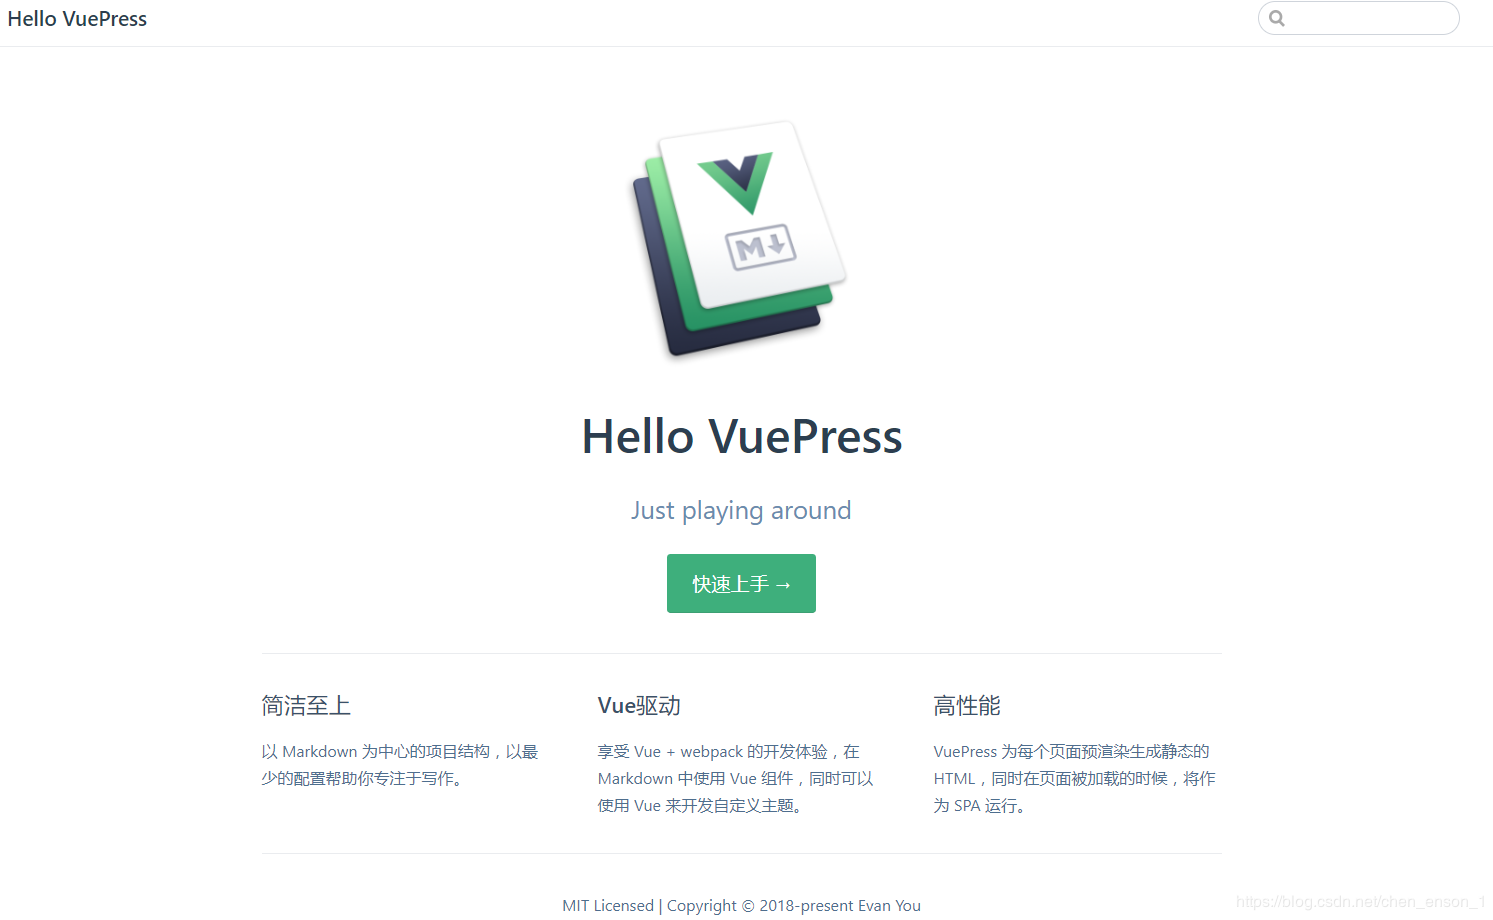 Hello VuePress
M
Hello VuePress
Just playing around
快速上手 →
简洁至上
以 Markdown 为中心的项目结构，以最
少的配置帮助你专注于写作。
Vue驱动
享受 Vue + webpack 的开发体验，在
Markdown 中使用 Vue 组件，同时可以
使用 Vue 来开发自定义主题。
高性能
VuePress 为每个页面预渲染生成静态的
HTML，同时在页面被加载的时候，将作
为 SPA 运行。
MIT Licensed | Copyright © 2018-present Evan You
https://blog.csdn.net/chen_enson_1